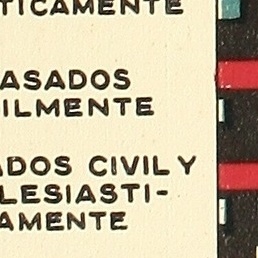 TICAMENTE
ASADOS
ILMENTE
ADOS CIVIL Y
LESIASTI-
AMENTE